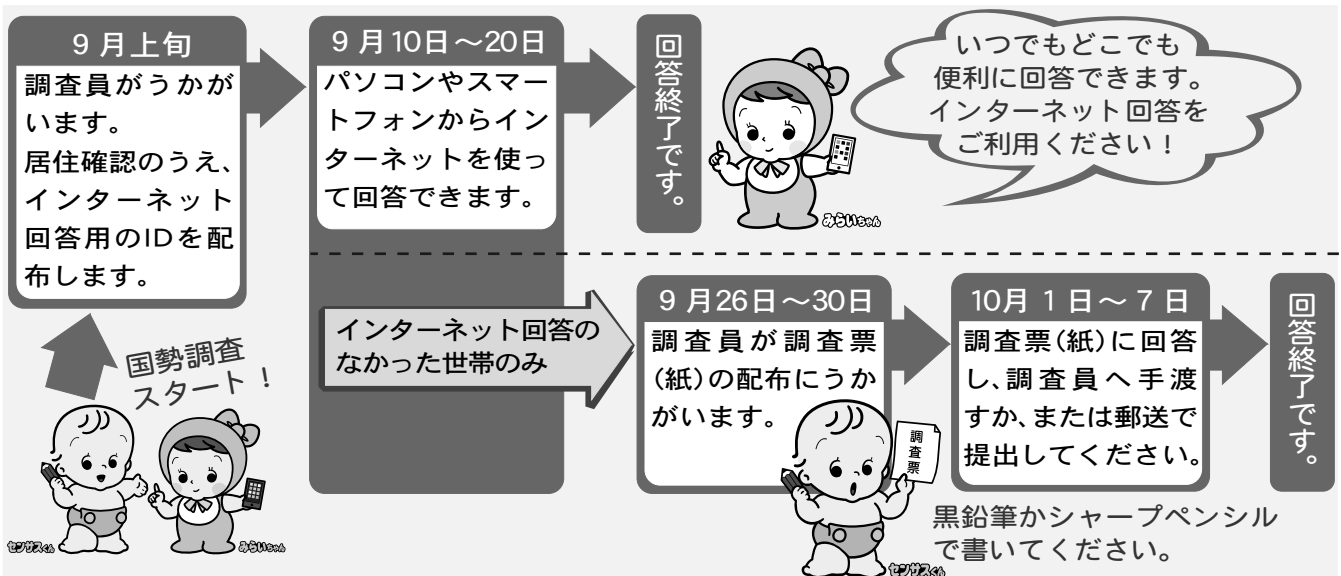 9月上旬
調査員がうかが
います。
居住確認のうえ、
インターネット
回答用のIDを配
布します。
9月10日～20日
パソコンやスマー
トフォンからイン
ターネットを使っ
て回答できます。
回答終了です。
いつでもどこでも
便利に回答できます。
インターネット回答を
ご利用ください！
みらいちゃん
国勢調査
スタート！
センサスくん
みらいちゃん
インターネット回答の
なかった世帯のみ
9月26日～30日
調査員が調査票
(紙)の配布にうか
がいます。
調査票
センサスくん
10月1日～7日
調査票(紙)に回答
し、調査員へ手渡
すか、または郵送で
提出してください。
黒鉛筆かシャープペンシル
で書いてください。
回答終了です。